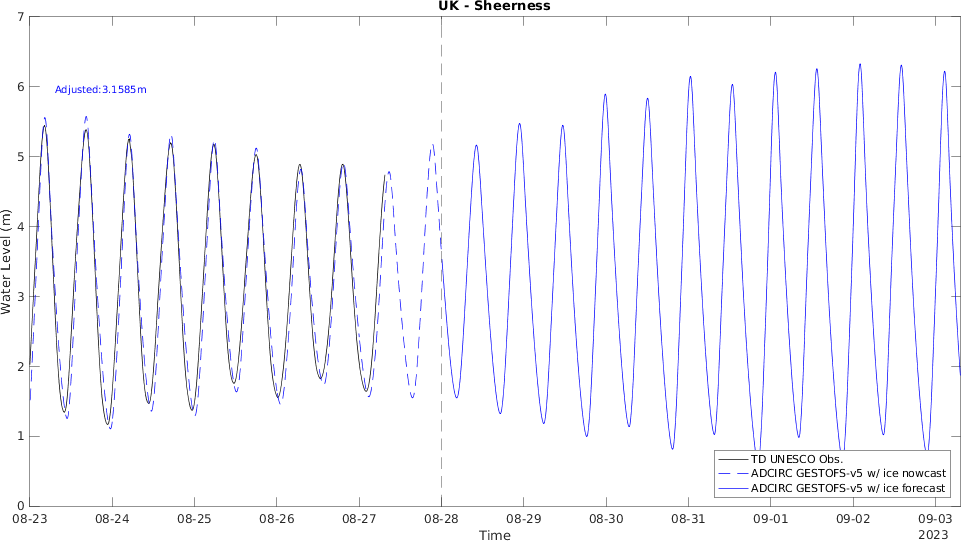 UK - Sheerness
7
6
5
4
3
2
1
0
Water Level (m)
Adjusted:3.1585m
TD UNESCO Obs.
ADCIRC GESTOFS-v5 w/ ice nowcast
ADCIRC GESTOFS-v5 w/ ice forecast
08-23 08-24 08-25 08-26 08-27 08-28 08-29 08-30 08-31 09-01 09-02 09-03
2023
Time